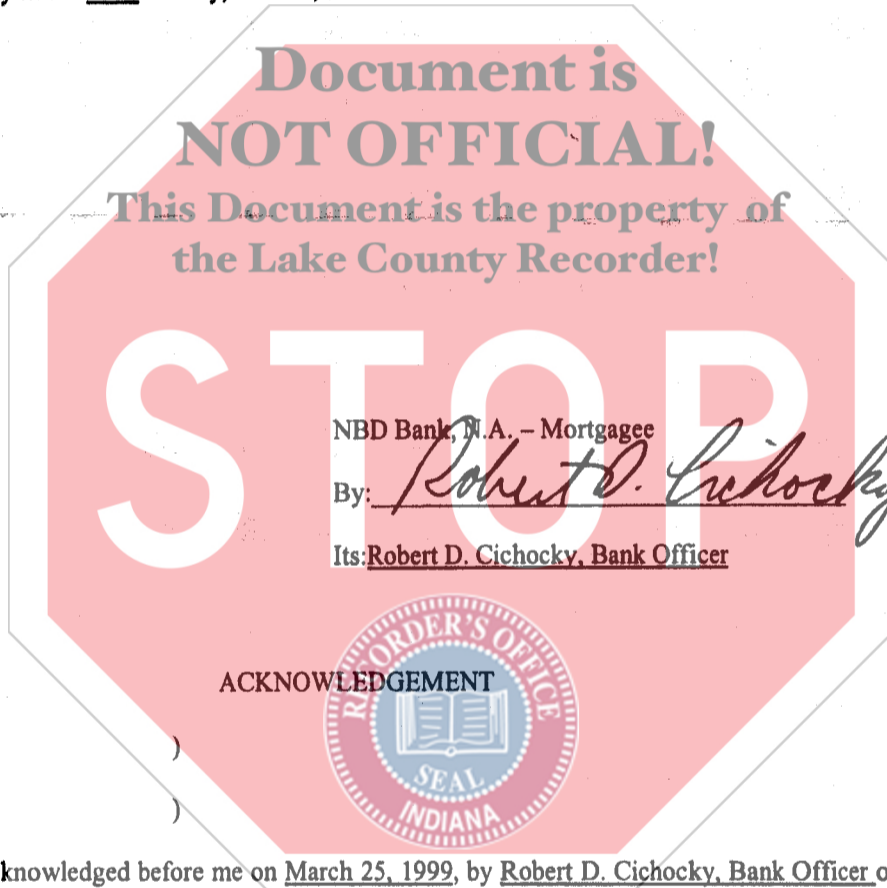 Document is
NOT OFFICIAL!
This Document is the property of
the Lake County Recorder!
STOP
NBD Bank, N.A. – Mortgagee
By: Robert D. Cichocky
Its: Robert D. Cichocky, Bank Officer
RECORDER'S OFFICE
ACKNOWLEDGEMENT
)
SEAL
INDIANA
)
knowledged before me on March 25, 1999, by Robert D. Cichocky, Bank Officer o